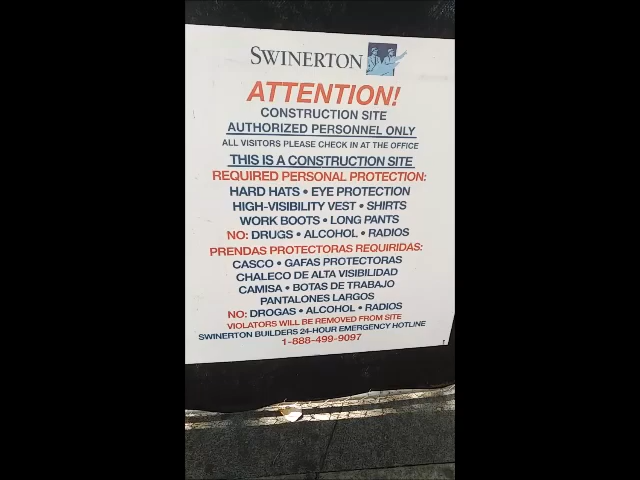 SWINERTON
ATTENTION!
CONSTRUCTION SITE
AUTHORIZED PERSONNEL ONLY
ALL VISITORS PLEASE CHECK IN AT THE OFFICE
THIS IS A CONSTRUCTION SITE
REQUIRED PERSONAL PROTECTION:
HARD HATS • EYE PROTECTION
HIGH-VISIBILITY VEST • SHIRTS
WORK BOOTS • LONG PANTS
NO: DRUGS • ALCOHOL • RADIOS
PRENDAS PROTECTORAS REQUIRIDAS:
CASCO • GAFAS PROTECTORAS
CHALECO DE ALTA VISIBILIDAD
CAMISA • BOTAS DE TRABAJO
PANTALONES LARGOS
NO: DROGAS • ALCOHOL • RADIOS
VIOLATORS WILL BE REMOVED FROM SITE
SWINERTON BUILDERS 24-HOUR EMERGENCY HOTLINE
1-888-499-9097